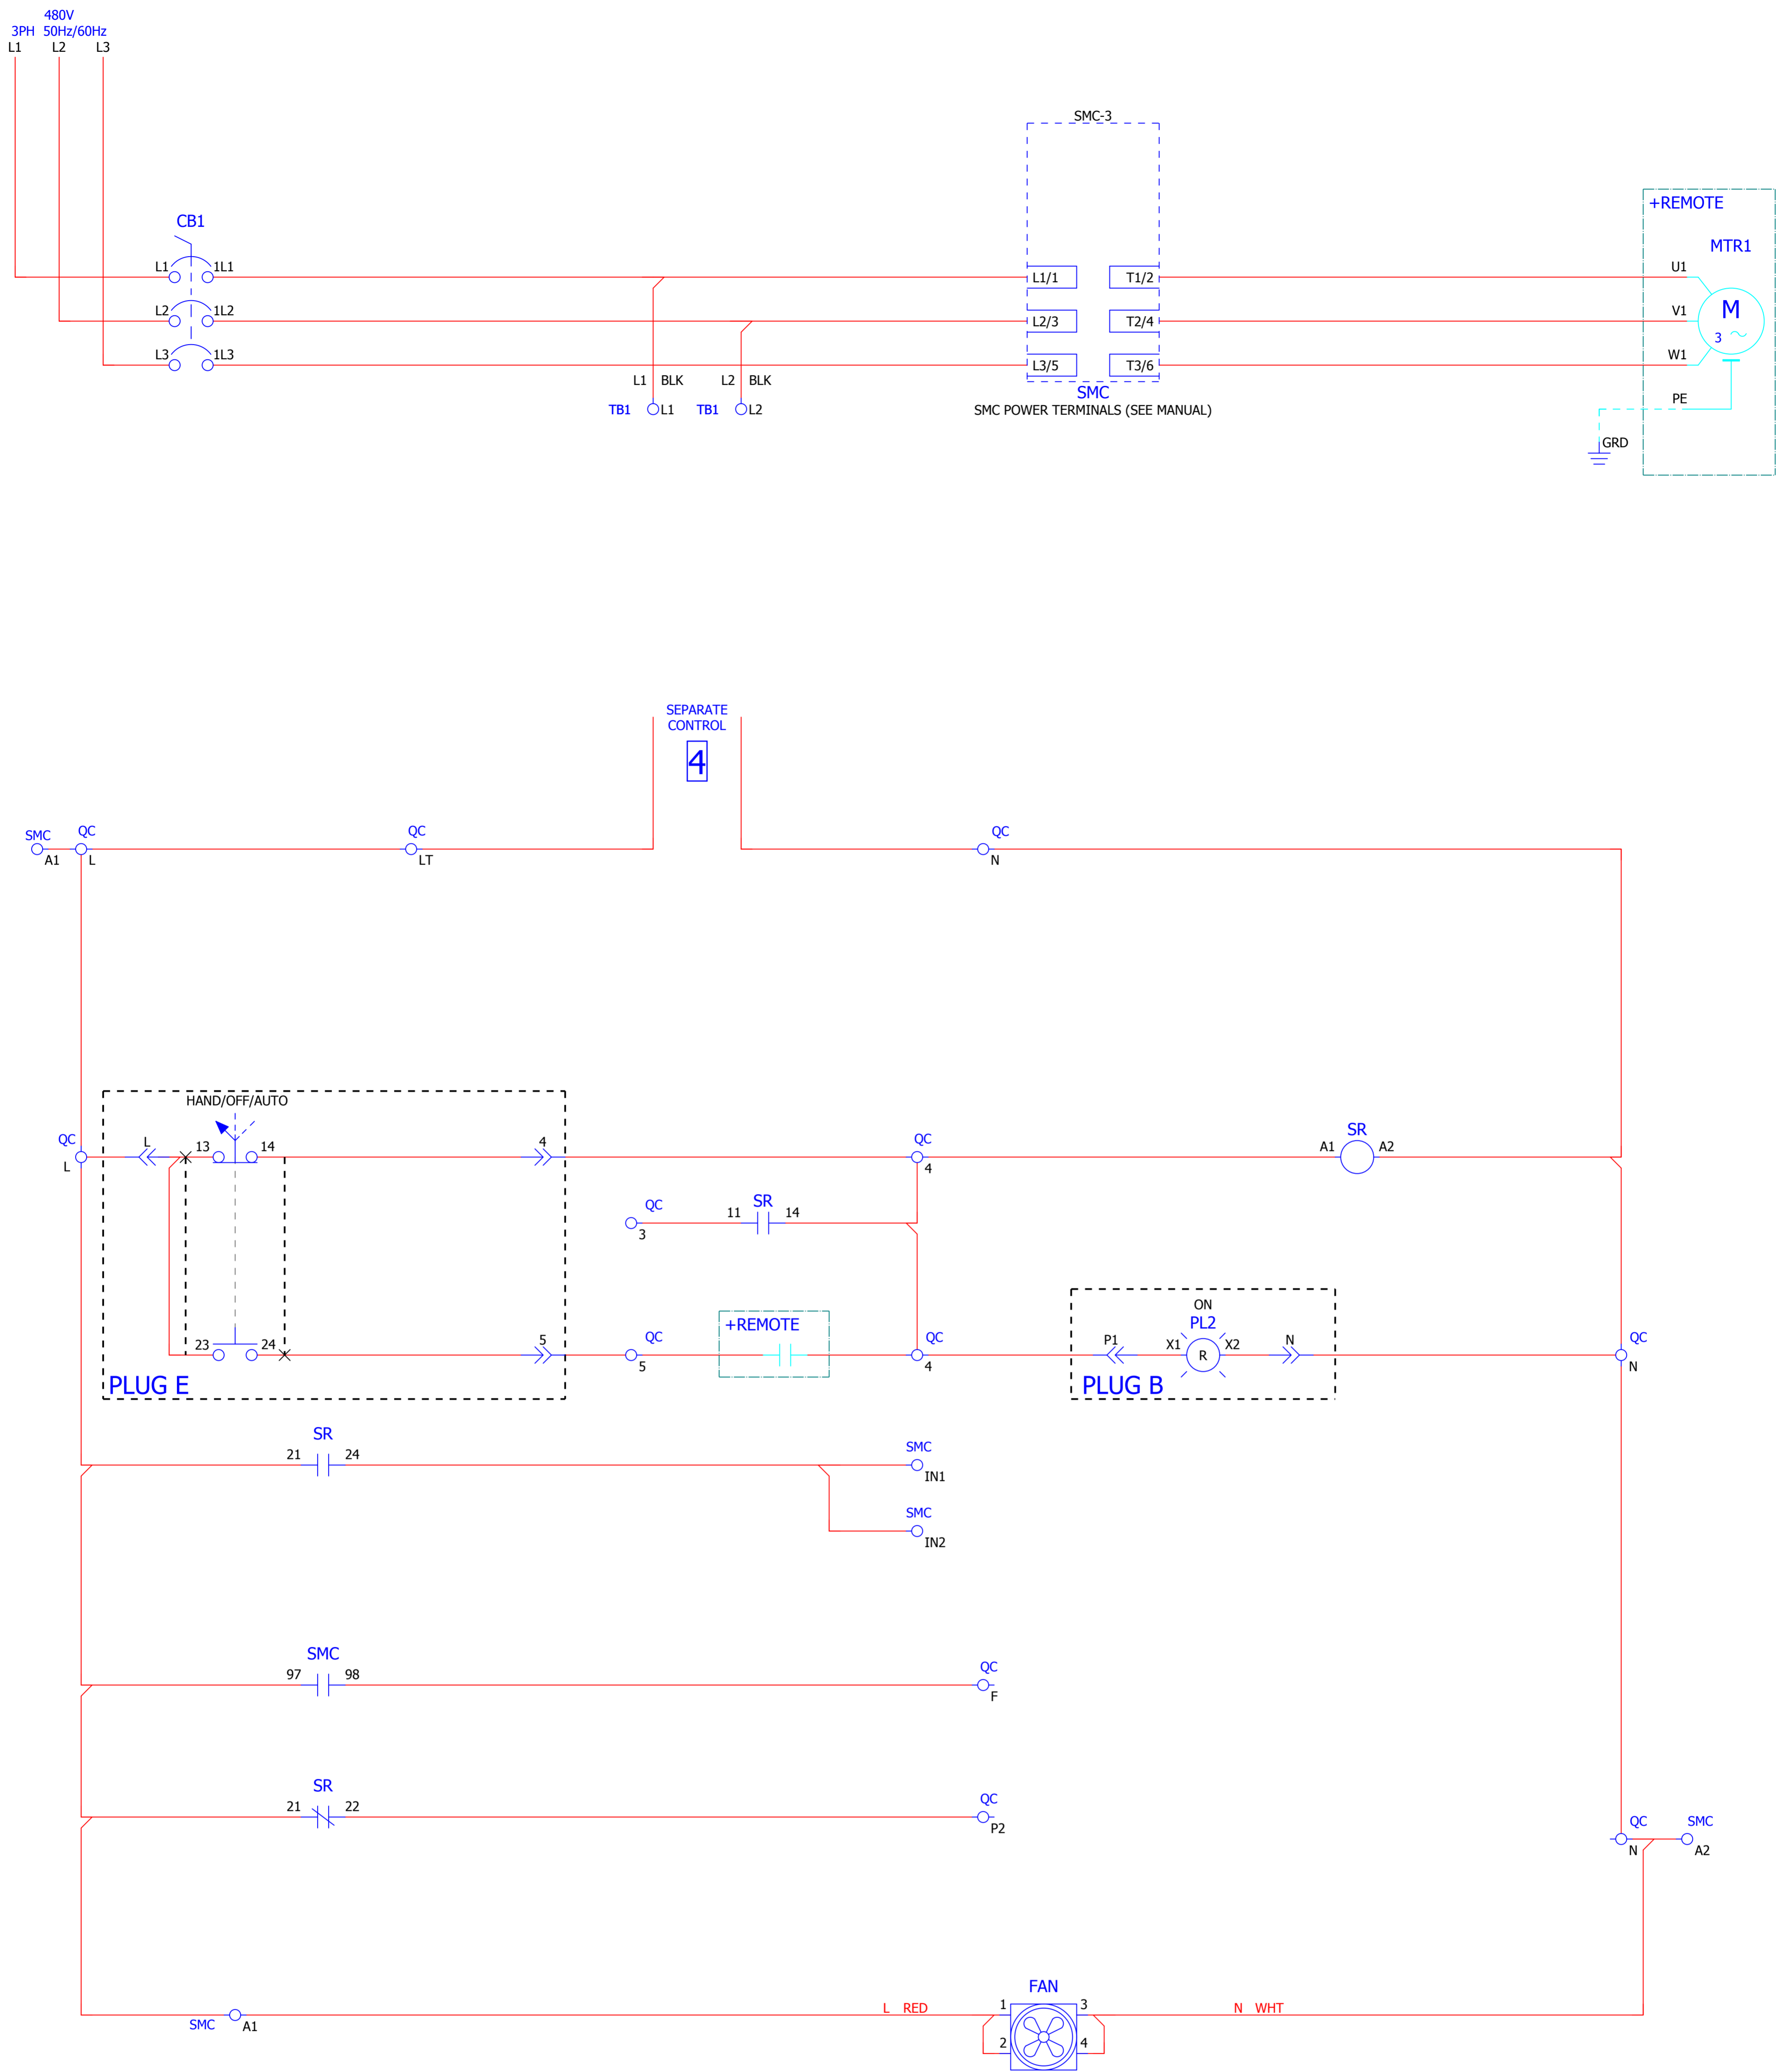 480V
3PH 50Hz/60Hz
L1 L2 L3
SMC-3
+REMOTE
CB1
MTR1
L1 1L1 L1/1 T1/2 U1
L2 1L2 L2/3 T2/4 V1
M
3
L3 1L3 L3/5 T3/6 W1
L1 BLK L2 BLK
SMC
TB1 L1 TB1 L2
SMC POWER TERMINALS (SEE MANUAL)
PE
GRD
SEPARATE
CONTROL
4
SMC QC QC QC
A1 L LT N
HAND/OFF/AUTO
QC L 13 14 4 QC SR
A1 A2
L 4
QC SR
11 14
3
ON
+REMOTE
PL2
23 24 5 QC QC P1 X1 R X2 N QC
5 4 N
PLUG E PLUG B
SR SMC
21 24
IN1
SMC
IN2
SMC QC
97 98
F
SR QC
21 22
P2
QC SMC
N A2
FAN
L RED 1 3 N WHT
SMC A1
2 4